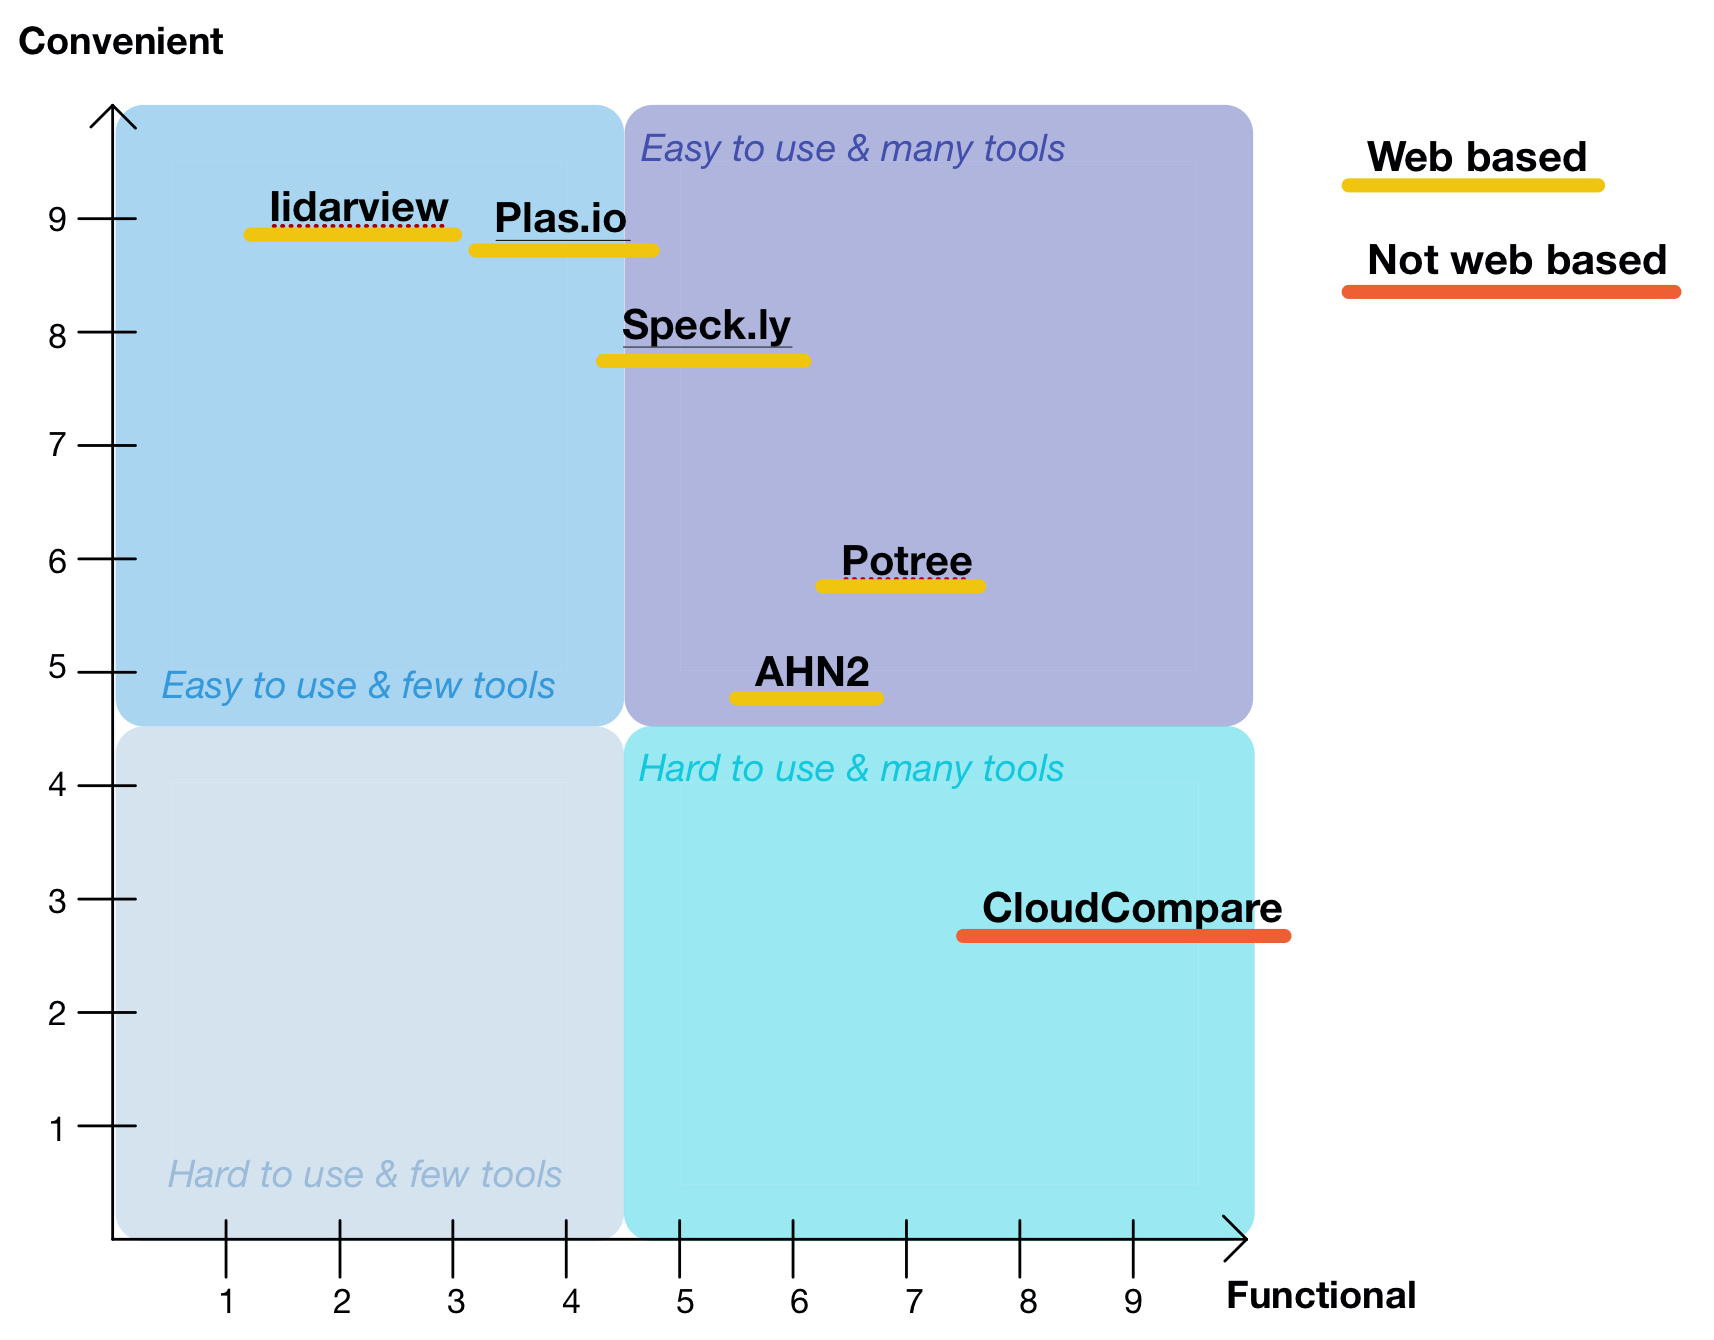 Convenient
Easy to use & many tools
Web based
lidarview
Plas.io
9
Not web based
Speck.ly
8
7
Potree
6
AHN2
5
Easy to use & few tools
Hard to use & many tools
4
CloudCompare
3
2
1
Hard to use & few tools
1 2 3 4 5 6 7 8 9
Functional